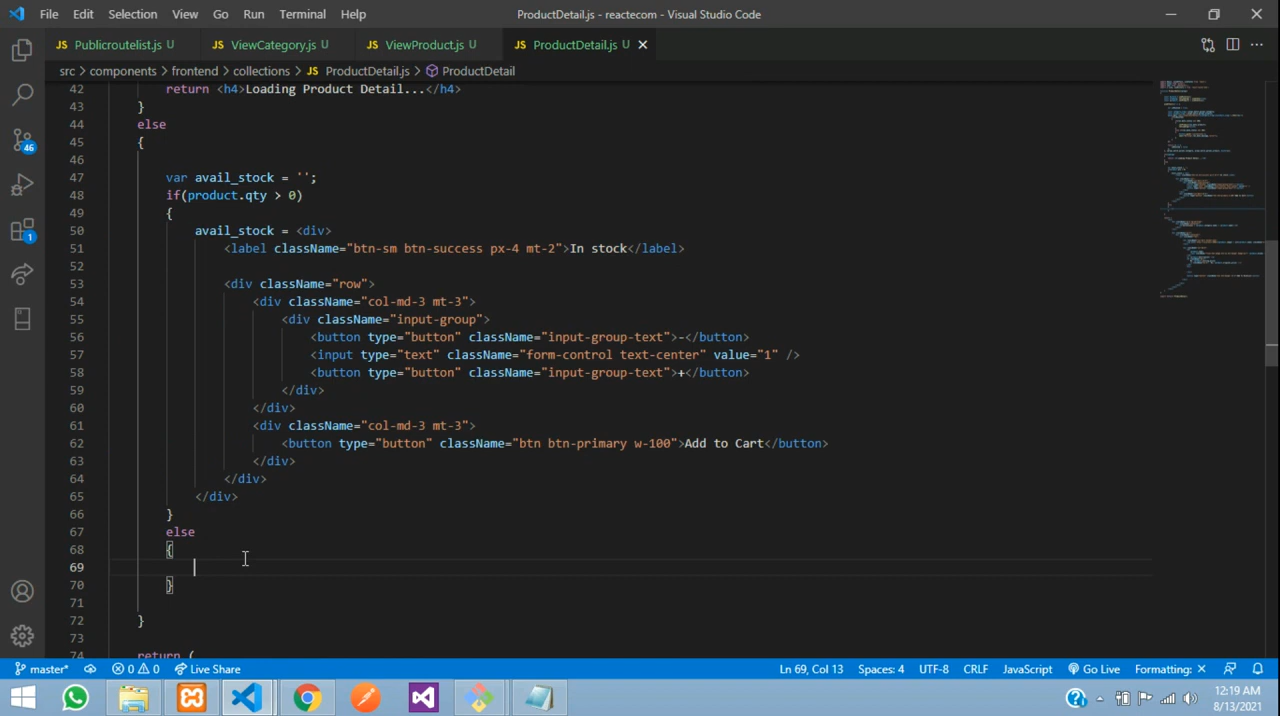 File Edit Selection View Go Run Terminal Help ProductDetail.js - reactecom - Visual Studio Code
JS Publicroutelist.js U JS ViewCategory.js U JS ViewProduct.js U JS ProductDetail.js U
src > components > frontend > collections > JS ProductDetail.js > ProductDetail
42 return <h4>Loading Product Detail...</h4>
43 }
44 else
45 {
46
47 var avail_stock = '';
48 if(product.qty > 0)
49 {
50 avail_stock = <div>
51 <label className="btn-sm btn-success px-4 mt-2">In stock</label>
52
53 <div className="row">
54 <div className="col-md-3 mt-3">
55 <div className="input-group">
56 <button type="button" className="input-group-text">-</button>
57 <input type="text" className="form-control text-center" value="1" />
58 <button type="button" className="input-group-text">+</button>
59 </div>
60 </div>
61 <div className="col-md-3 mt-3">
62 <button type="button" className="btn btn-primary w-100">Add to Cart</button>
63 </div>
64 </div>
65 </div>
66 }
67 else
68 {
69
70 }
71
72 }
73
74 return (
46
1
master* 0 0 Live Share Ln 69, Col 13 Spaces: 4 UTF-8 CRLF JavaScript Go Live Formatting: ×
12:19 AM
8/13/2021